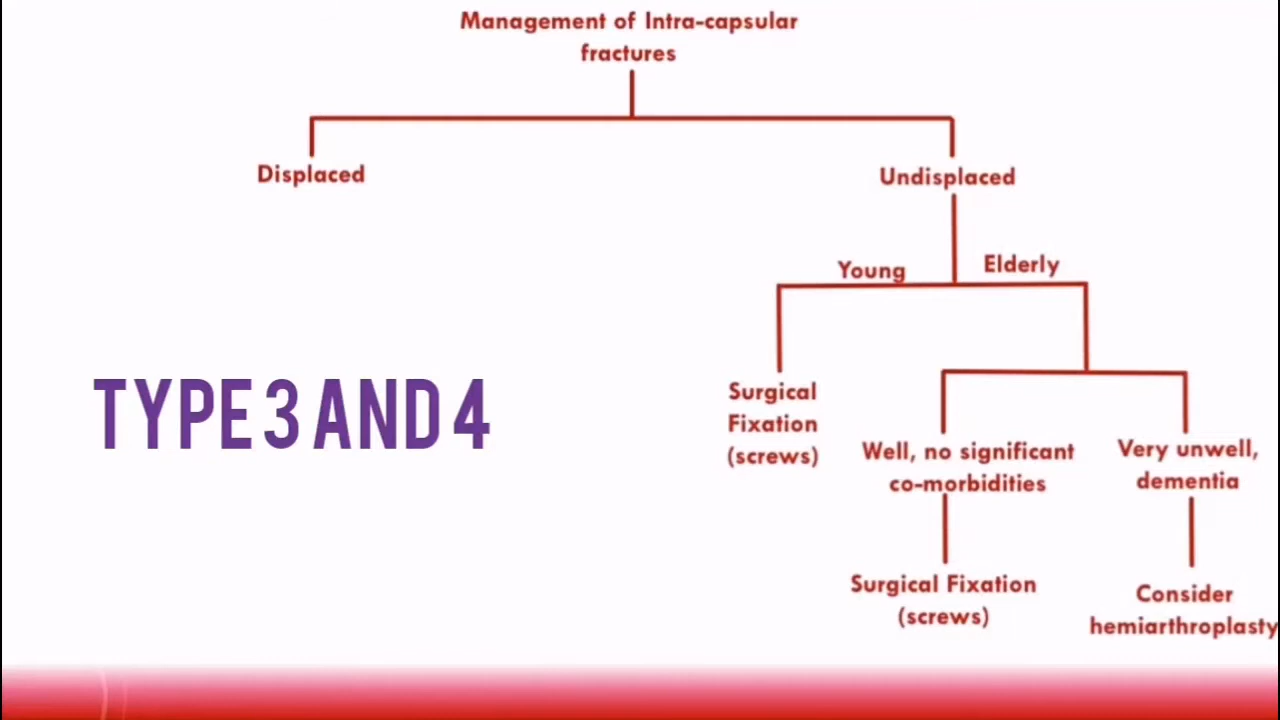 Management of Intra-capsular
fractures
Displaced
Undisplaced
Young
Elderly
TYPE 3 AND 4
Surgical
Fixation
(screws)
Well, no significant
co-morbidities
Very unwell,
dementia
Surgical Fixation
(screws)
Consider
hemiarthroplasty